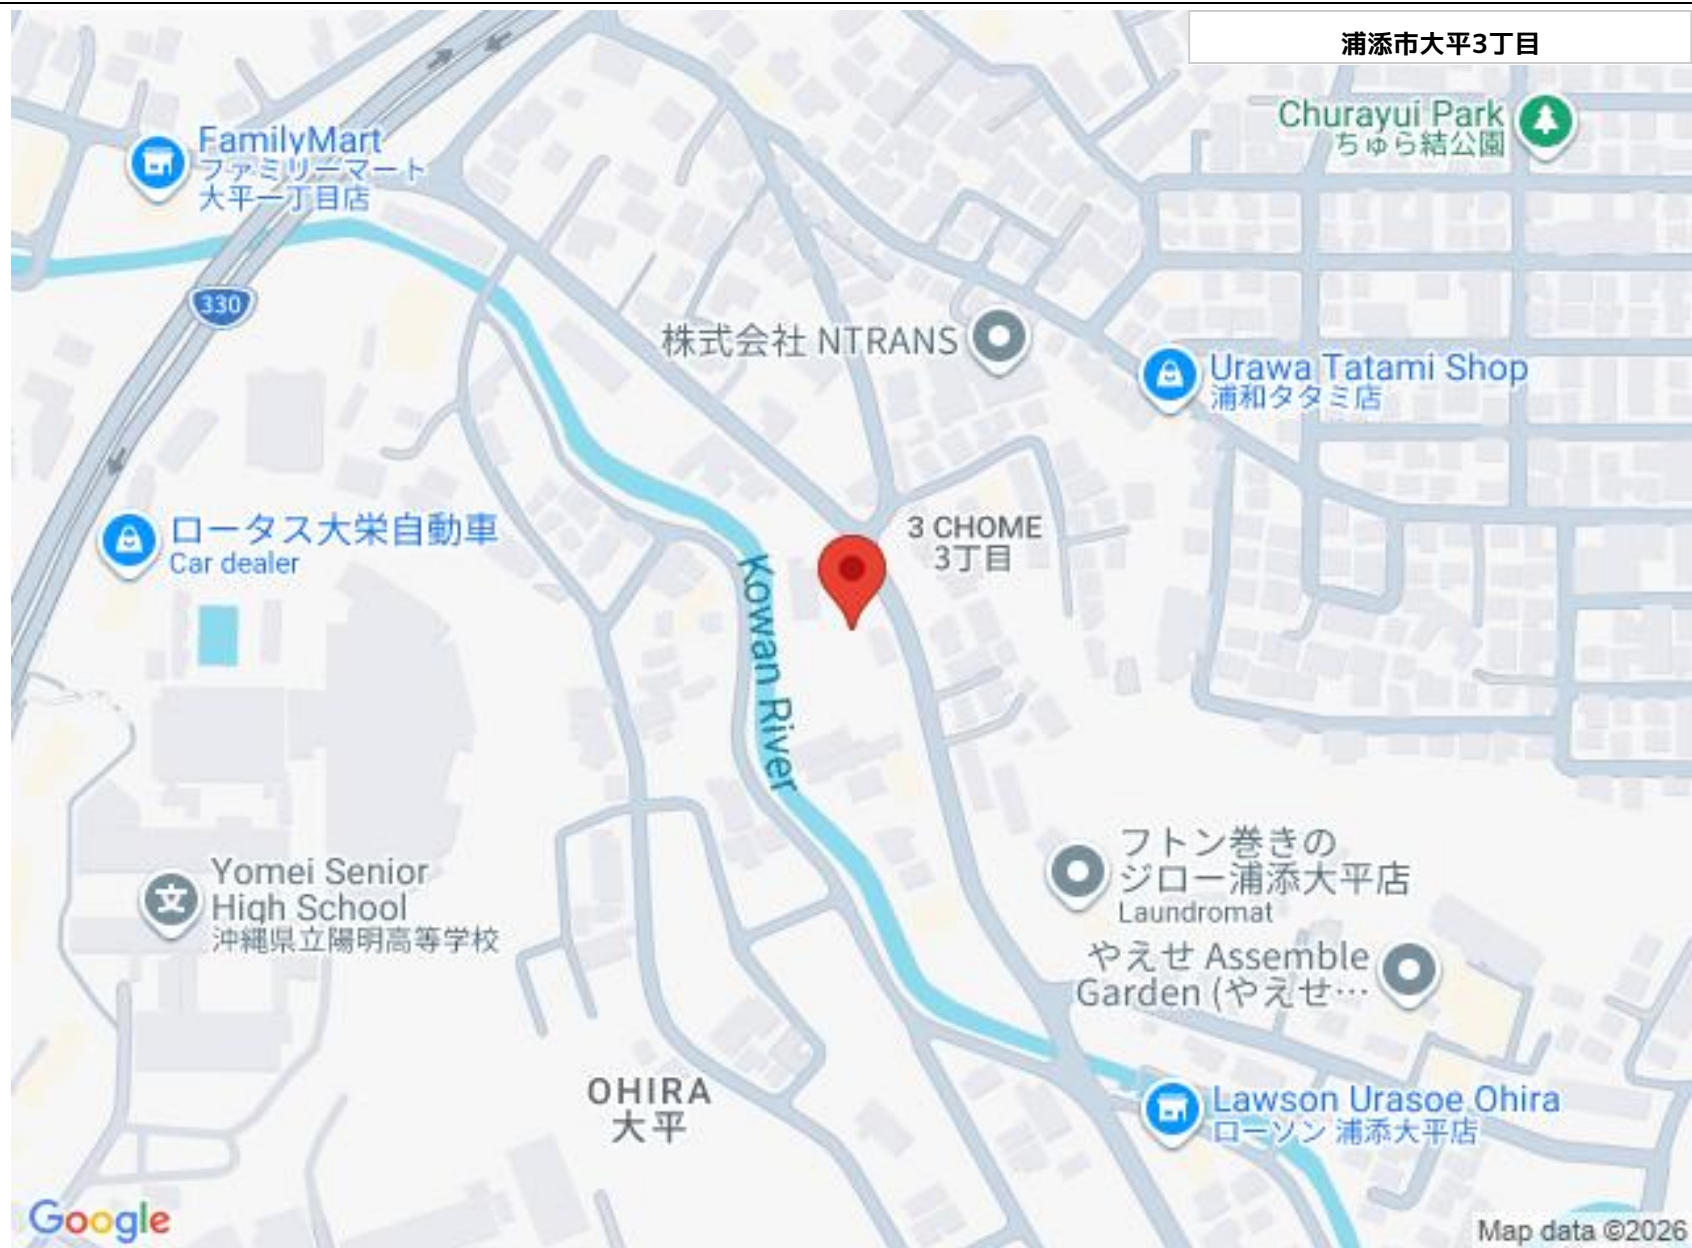 浦添市大平3丁目
Churayui Park
ちゅら結公園
FamilyMart
ファミリーマート
大平一丁目店
330
株式会社 NTRANS
Urawa Tatami Shop
浦和タタミ店
ロータス大栄自動車
Car dealer
3 CHOME
3丁目
Kowan River
フトン巻きの
ジロー浦添大平店
Laundromat
Yomei Senior
High School
沖縄県立陽明高等学校
やえせ Assemble
Garden (やえせ…
OHIRA
大平
Lawson Urasoe Ohira
ローソン 浦添大平店
Google
Map data ©2026